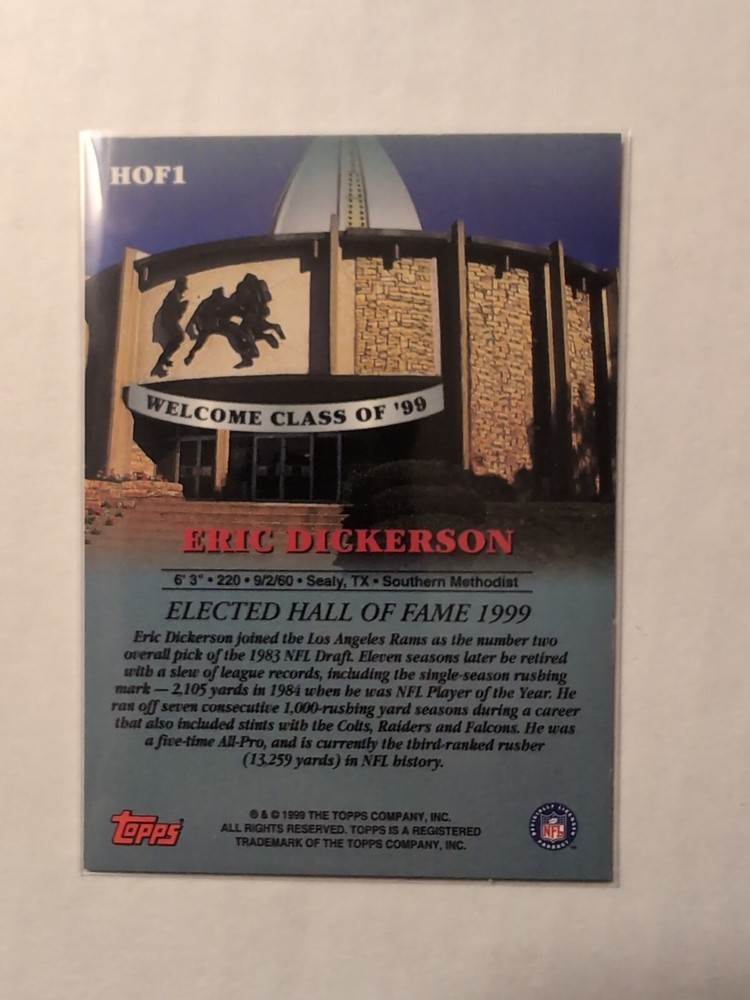 HOF1
WELCOME CLASS OF '99
ERIC DICKERSON
6' 3" • 220 • 9/2/60 • Sealy, TX • Southern Methodist
ELECTED HALL OF FAME 1999
Eric Dickerson joined the Los Angeles Rams as the number two
overall pick of the 1983 NFL Draft. Eleven seasons later he retired
with a slew of league records, including the single-season rushing
mark — 2,105 yards in 1984 when he was NFL Player of the Year. He
ran off seven consecutive 1,000-rushing yard seasons during a career
that also included stints with the Colts, Raiders and Falcons. He was
a five-time All-Pro, and is currently the third-ranked rusher
(13,259 yards) in NFL history.
TOPPS
® & © 1999 THE TOPPS COMPANY, INC.
ALL RIGHTS RESERVED. TOPPS IS A REGISTERED
TRADEMARK OF THE TOPPS COMPANY, INC.
OFFICIALLY LICENSED
NFL
PRODUCT